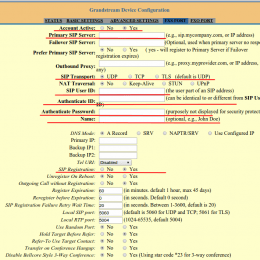 Grandstream Device Configuration
STATUS BASIC SETTINGS ADVANCED SETTINGS FXS PORT FXO PORT
Account Active: No Yes
Primary SIP Server: (e.g., sip.mycompany.com, or IP address)
Failover SIP Server: (Optional, used when primary server no respo
Prefer Primary SIP Server: No Yes ( yes - will register to Primary Server if Failover
registration expires)
Outbound Proxy: (e.g., proxy.myprovider.com, or IP address,
any)
SIP Transport: UDP TCP TLS (default is UDP)
NAT Traversal: No Keep-Alive STUN UPnP
SIP User ID: (the user part of an SIP address)
Authenticate ID: (can be identical to or different from SIP Us
ID)
Authenticate Password: (purposely not displayed for security protect
Name: (optional, e.g., John Doe)
DNS Mode: A Record SRV NAPTR/SRV Use Configured IP
Primary IP:
Backup IP1:
Backup IP2:
Tel URI: Disabled
SIP Registration: No Yes
Unregister On Reboot: No Yes
Outgoing Call without Registration: No Yes
Register Expiration: 60 (in minutes. default 1 hour, max 45 days)
Reregister before Expiration: 0 (in seconds. Default 0 second)
SIP Registration Failure Retry Wait Time: 20 (in seconds. Between 1-3600, default is 20)
Local SIP port: 5060 (default is 5060 for UDP and TCP; 5061 for TLS)
Local RTP port: 5004 (1024-65535, default 5004)
Use Random Port: No Yes
Hold Target Before Refer: No Yes
Refer-To Use Target Contact: No Yes
Transfer on Conference Hangup: No Yes
Disable Bellcore Style 3-Way Conference: No Yes (Using star code *23 for 3-way conference)